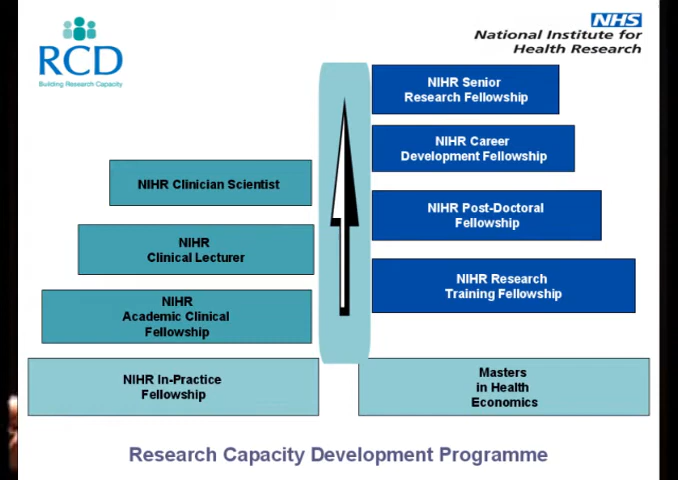 RCD
Building Research Capacity
NHS
National Institute for
Health Research
NIHR Senior
Research Fellowship
NIHR Career
Development Fellowship
NIHR Clinician Scientist
NIHR Post-Doctoral
Fellowship
NIHR
Clinical Lecturer
NIHR Research
Training Fellowship
NIHR
Academic Clinical
Fellowship
NIHR In-Practice
Fellowship
Masters
in Health
Economics
Research Capacity Development Programme